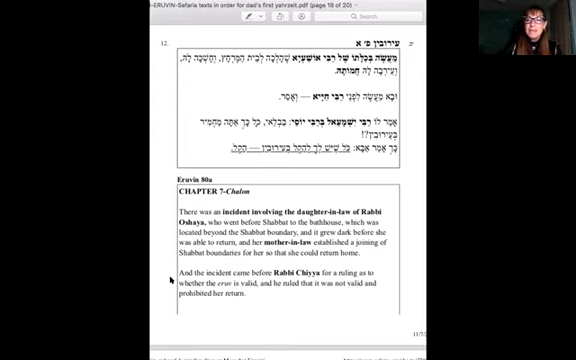 I-ERUVIN-Sefaria texts in order for dad's first yahrzeit.pdf (page 18 of 20)
Search
12.
עירובין פ׳ א
מַעֲשֶׂה בְּכַלָּתוֹ שֶׁל רַבִּי אוֹשַׁעְיָא שֶׁהָלְכָה לְבֵית הַמֶּרְחָץ, וְחָשְׁכָה לָהּ,
וְעֵירְבָה לָהּ חֲמוֹתָהּ.
וּבָא מַעֲשֶׂה לִפְנֵי רַבִּי חִיָּיא — וְאָסַר.
אָמַר לוֹ רַבִּי יִשְׁמָעֵאל בְּרַבִּי יוֹסֵי: בַּבְלַאי, כׇּל כָּךְ אַתָּה מַחְמִיר
בְּעֵירוּבִין?!
כָּךְ אָמַר אַבָּא: כֹּל שֶׁיֵּשׁ לְךָ לְהָקֵל בְּעֵירוּבִין — הָקֵל.
Eruvin 80a
CHAPTER 7-Chalon
There was an incident involving the daughter-in-law of Rabbi
Oshaya, who went before Shabbat to the bathhouse, which was
located beyond the Shabbat boundary, and it grew dark before she
was able to return, and her mother-in-law established a joining of
Shabbat boundaries for her so that she could return home.
And the incident came before Rabbi Chiyya for a ruling as to
whether the eruv is valid, and he ruled that it was not valid and
prohibited her return.